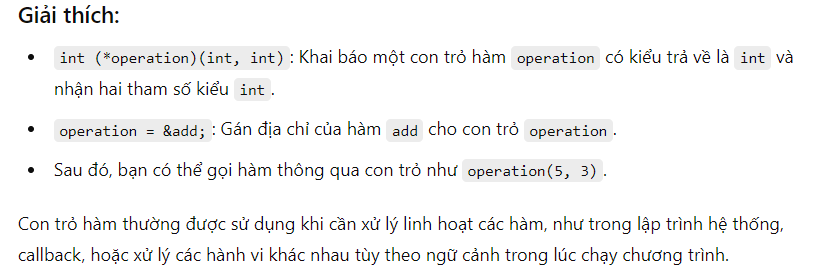 Giải thích:
• int (*operation)(int, int): Khai báo một con trỏ hàm operation có kiểu trả về là int và
nhận hai tham số kiểu int.
• operation = &add;: Gán địa chỉ của hàm add cho con trỏ operation.
• Sau đó, bạn có thể gọi hàm thông qua con trỏ như operation(5, 3).
Con trỏ hàm thường được sử dụng khi cần xử lý linh hoạt các hàm, như trong lập trình hệ thống,
callback, hoặc xử lý các hành vi khác nhau tùy theo ngữ cảnh trong lúc chạy chương trình.